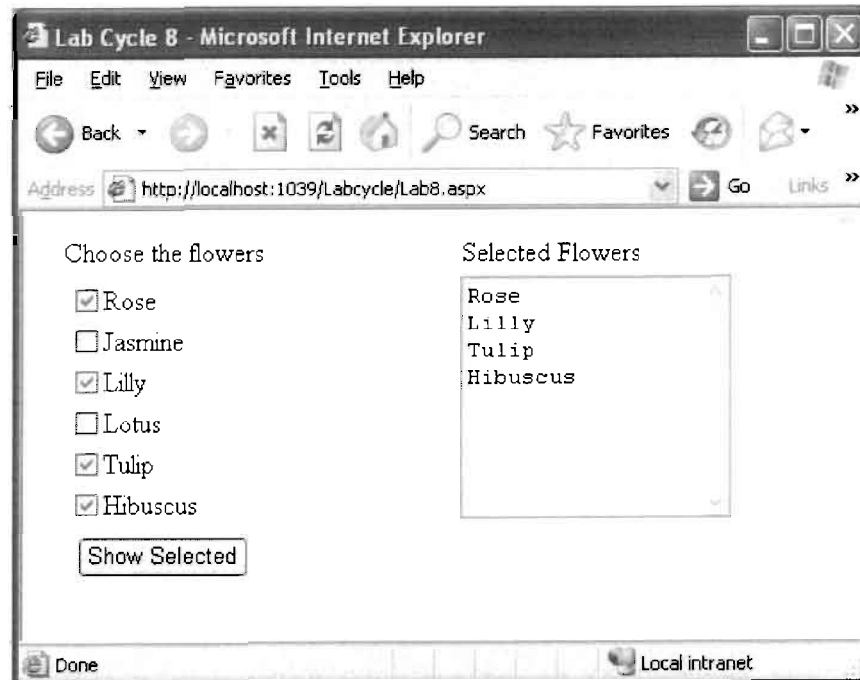 Lab Cycle 8 - Microsoft Internet Explorer
File Edit View Favorites Tools Help
Back Search Favorites »
Address http://localhost:1039/Labcycle/Lab8.aspx Go Links »
Choose the flowers
Rose
Jasmine
Lilly
Lotus
Tulip
Hibuscus
Show Selected
Selected Flowers
Rose
Lilly
Tulip
Hibuscus
Done Local intranet